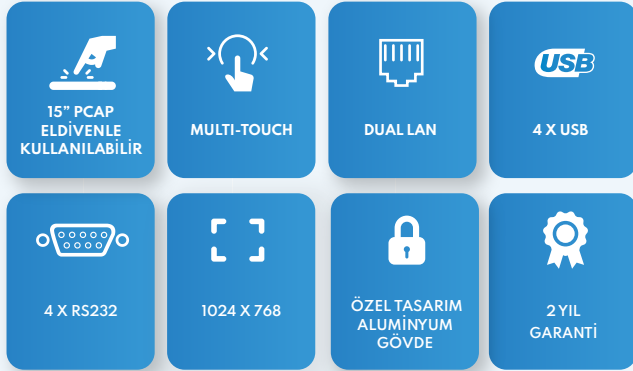 15” PCAP
ELDİVENLE
KULLANILABİLİR
MULTI-TOUCH
DUAL LAN
USB
4 X USB
4 X RS232
1024 X 768
ÖZEL TASARIM
ALUMİNYUM
GÖVDE
2 YIL
GARANTİ